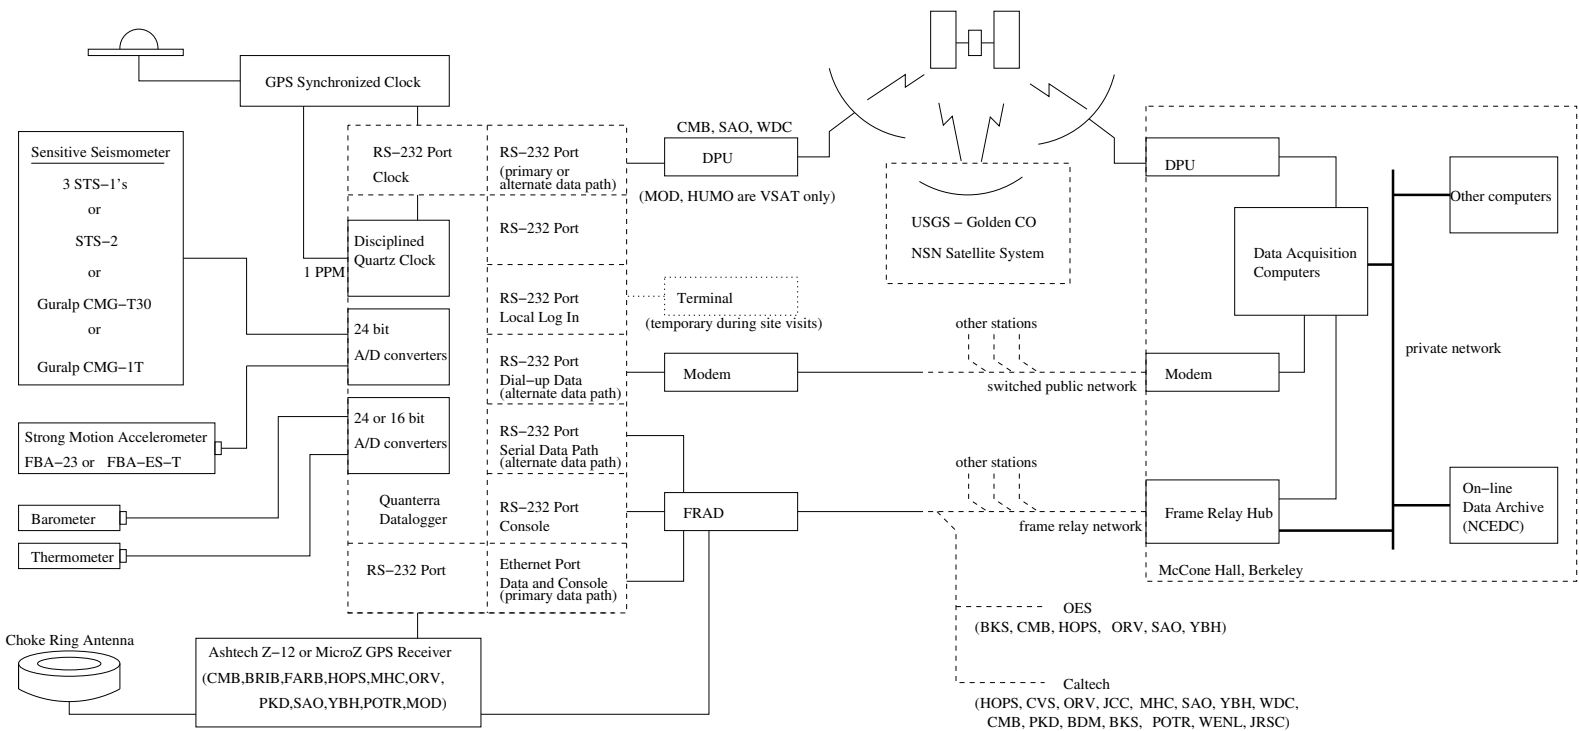 GPS Synchronized Clock
Sensitive Seismometer
3 STS−1's
or
STS−2
or
Guralp CMG−T30
or
Guralp CMG-1T
Strong Motion Accelerometer
FBA−23 or FBA−ES−T
Barometer
Thermometer
Choke Ring Antenna
Ashtech Z−12 or MicroZ GPS Receiver
(CMB,BRIB,FARB,HOPS,MHC,ORV,
PKD,SAO,YBH,POTR,MOD)
RS−232 Port
Clock
1 PPM
Disciplined
Quartz Clock
24 bit
A/D converters
24 or 16 bit
A/D converters
Quanterra
Datalogger
RS−232 Port
RS−232 Port
(primary or
alternate data path)
RS−232 Port
RS−232 Port
Local Log In
RS−232 Port
Dial−up Data
(alternate data path)
RS−232 Port
Serial Data Path
(alternate data path)
RS−232 Port
Console
Ethernet Port
Data and Console
(primary data path)
CMB, SAO, WDC
DPU
(MOD, HUMO are VSAT only)
Terminal
(temporary during site visits)
Modem
FRAD
USGS − Golden CO
NSN Satellite System
other stations
switched public network
other stations
frame relay network
OES
(BKS, CMB, HOPS, ORV, SAO, YBH)
Caltech
(HOPS, CVS, ORV, JCC, MHC, SAO, YBH, WDC,
CMB, PKD, BDM, BKS, POTR, WENL, JRSC)
DPU
Data Acquisition
Computers
Modem
Frame Relay Hub
McCone Hall, Berkeley
Other computers
private network
On−line
Data Archive
(NCEDC)